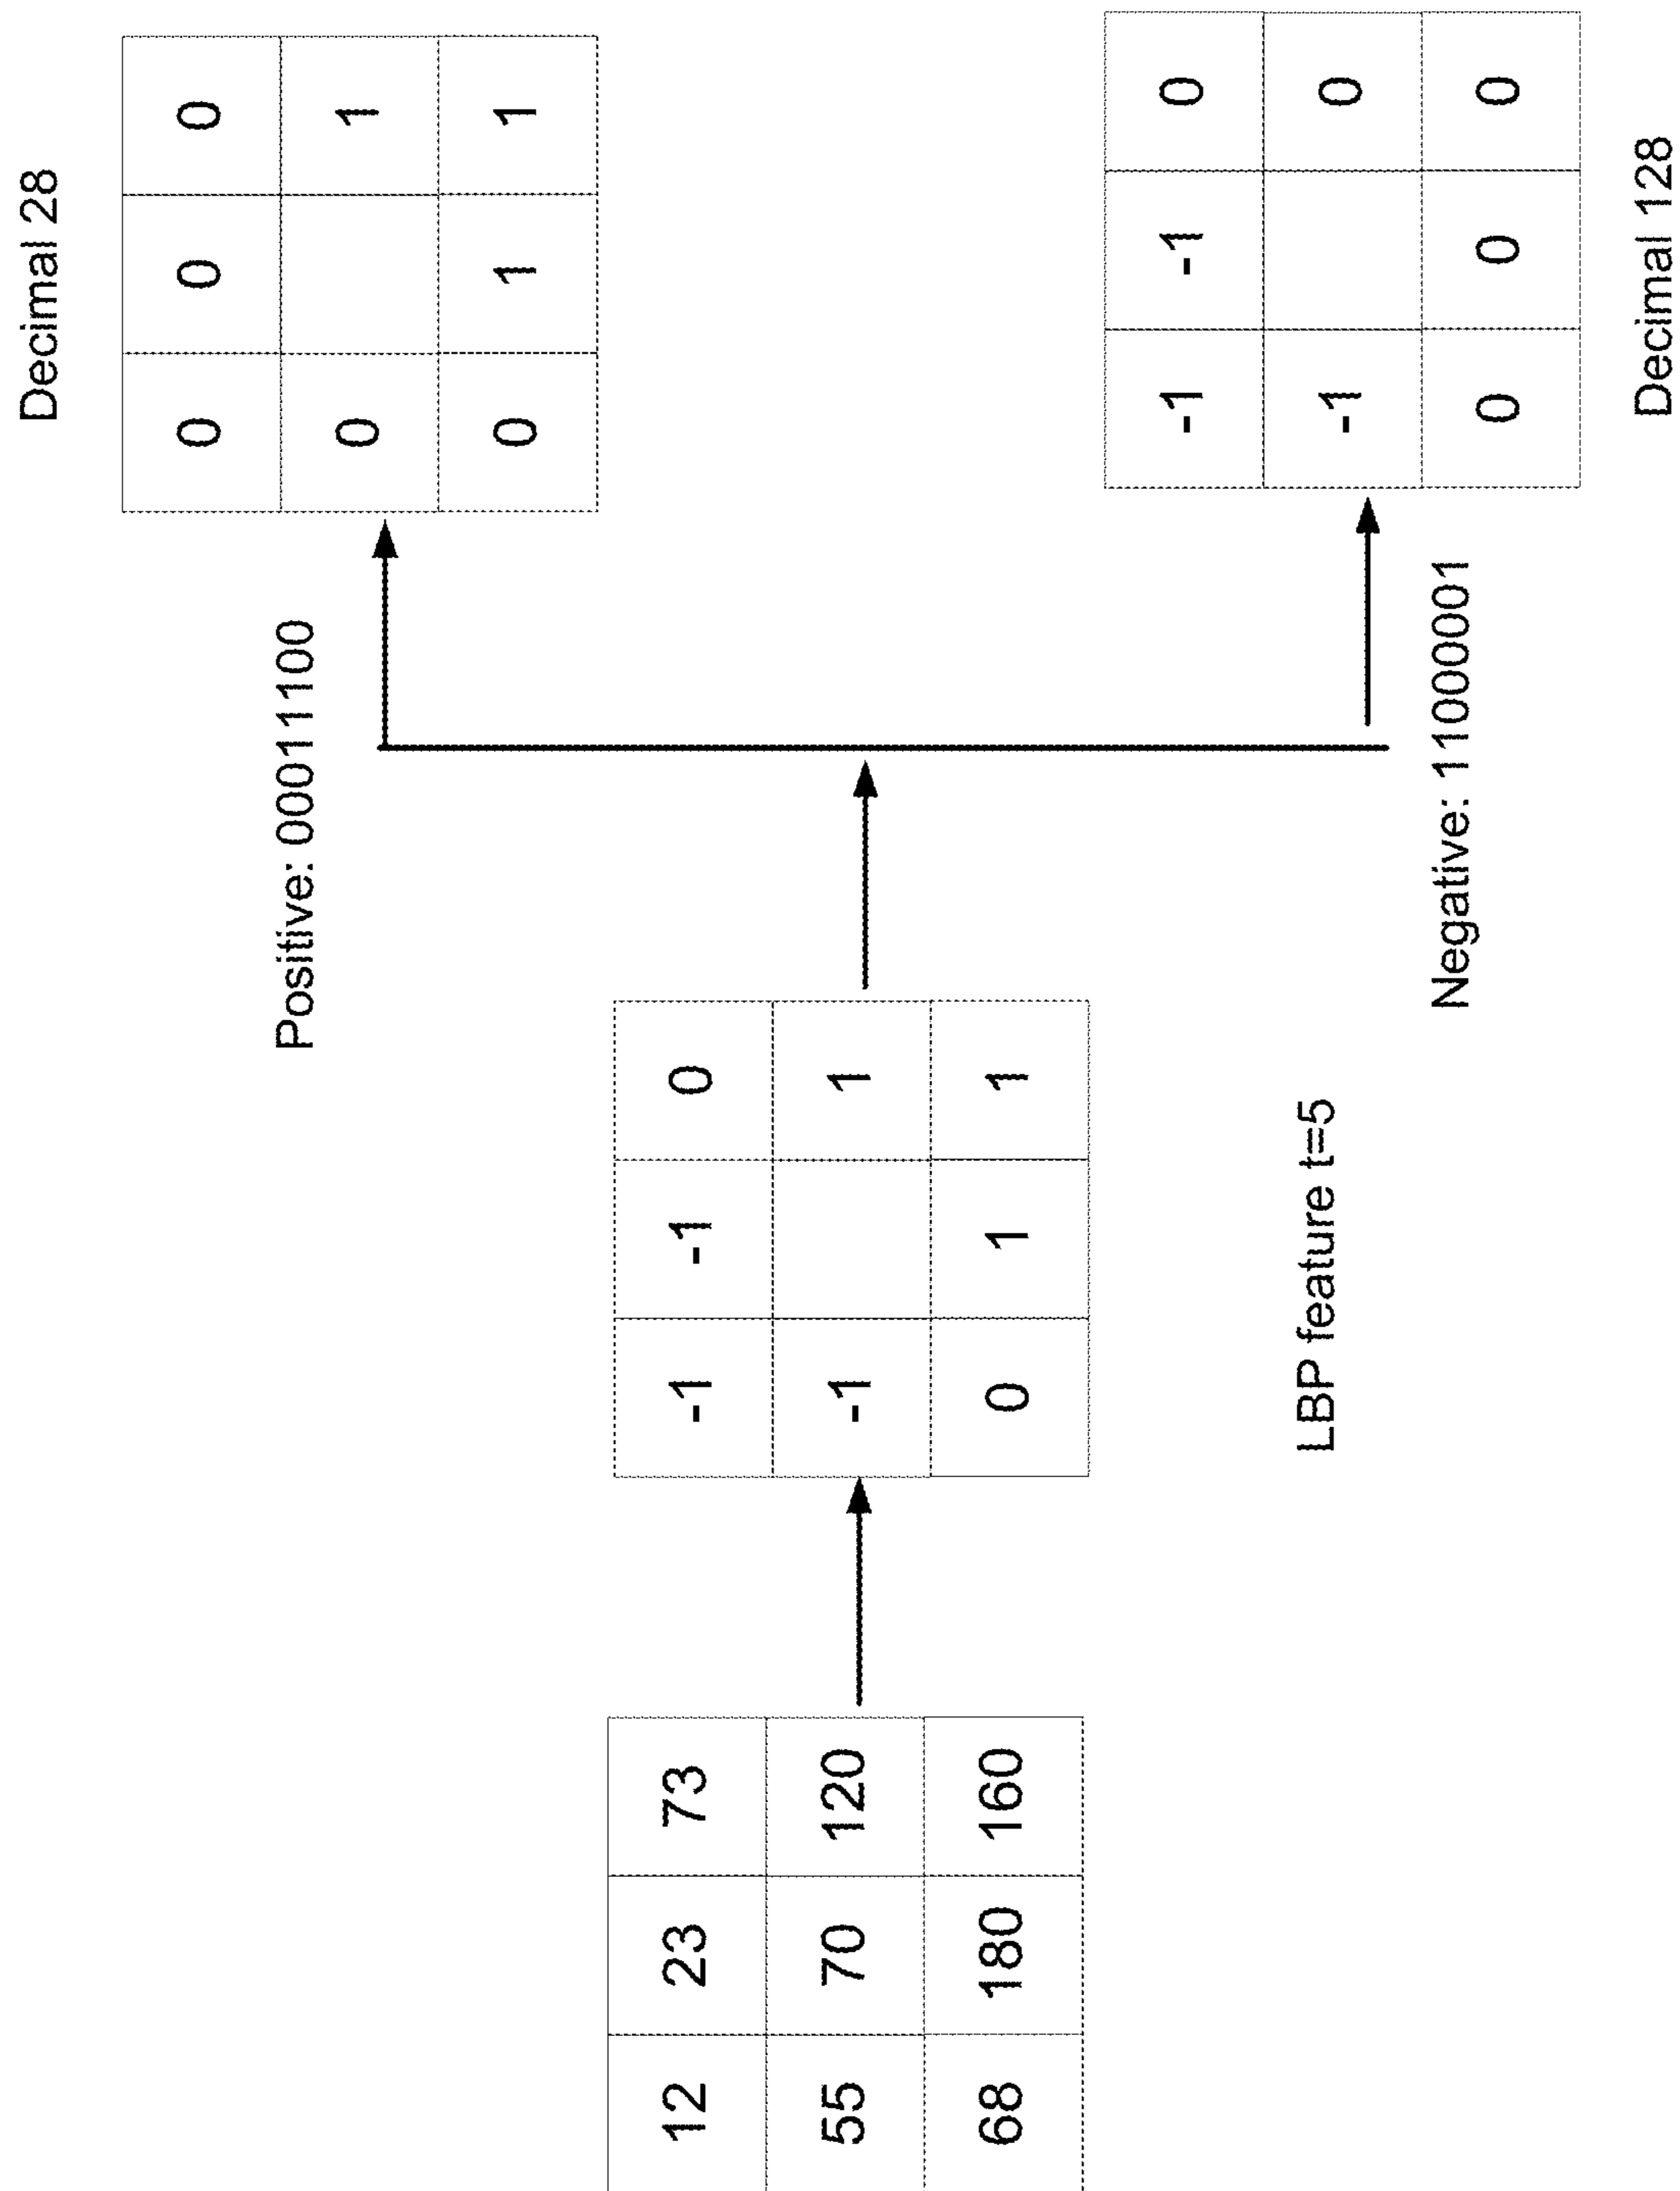 Decimal 28
0 0 0
0 1
0 1 1
Positive: 00011100
12 23 73
55 70 120
68 180 160
-1 -1 0
-1 1
0 1 1
LBP feature t=5
Negative: 11000001
-1 -1 0
-1 0
0 0 0
Decimal 128